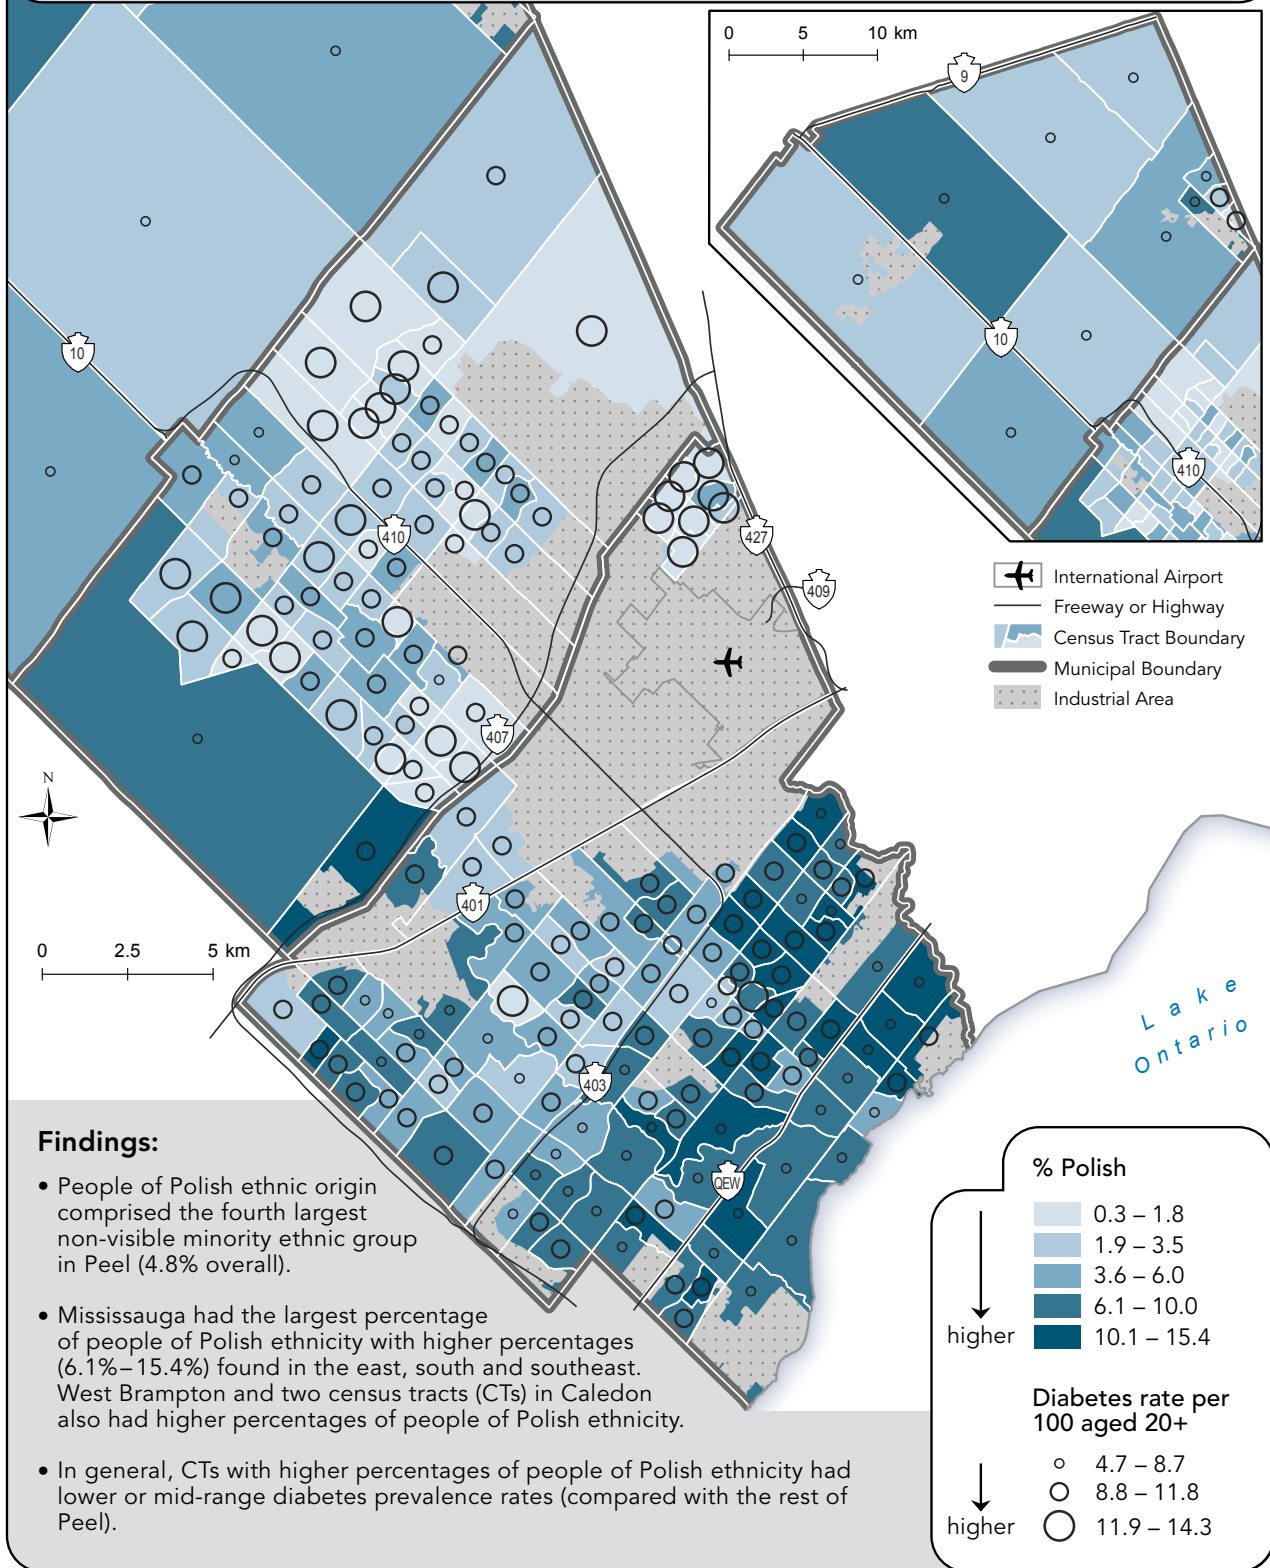 0 5 10 km
9
10
410
10
410
427
409
407
401
403
QEW
International Airport
Freeway or Highway
Census Tract Boundary
Municipal Boundary
Industrial Area
N
0 2.5 5 km
Lake
Ontario
Findings:
• People of Polish ethnic origin
comprised the fourth largest
non-visible minority ethnic group
in Peel (4.8% overall).
• Mississauga had the largest percentage
of people of Polish ethnicity with higher percentages
(6.1%–15.4%) found in the east, south and southeast.
West Brampton and two census tracts (CTs) in Caledon
also had higher percentages of people of Polish ethnicity.
• In general, CTs with higher percentages of people of Polish ethnicity had
lower or mid-range diabetes prevalence rates (compared with the rest of
Peel).
% Polish
0.3 – 1.8
1.9 – 3.5
3.6 – 6.0
6.1 – 10.0
higher 10.1 – 15.4
Diabetes rate per
100 aged 20+
4.7 – 8.7
8.8 – 11.8
higher 11.9 – 14.3